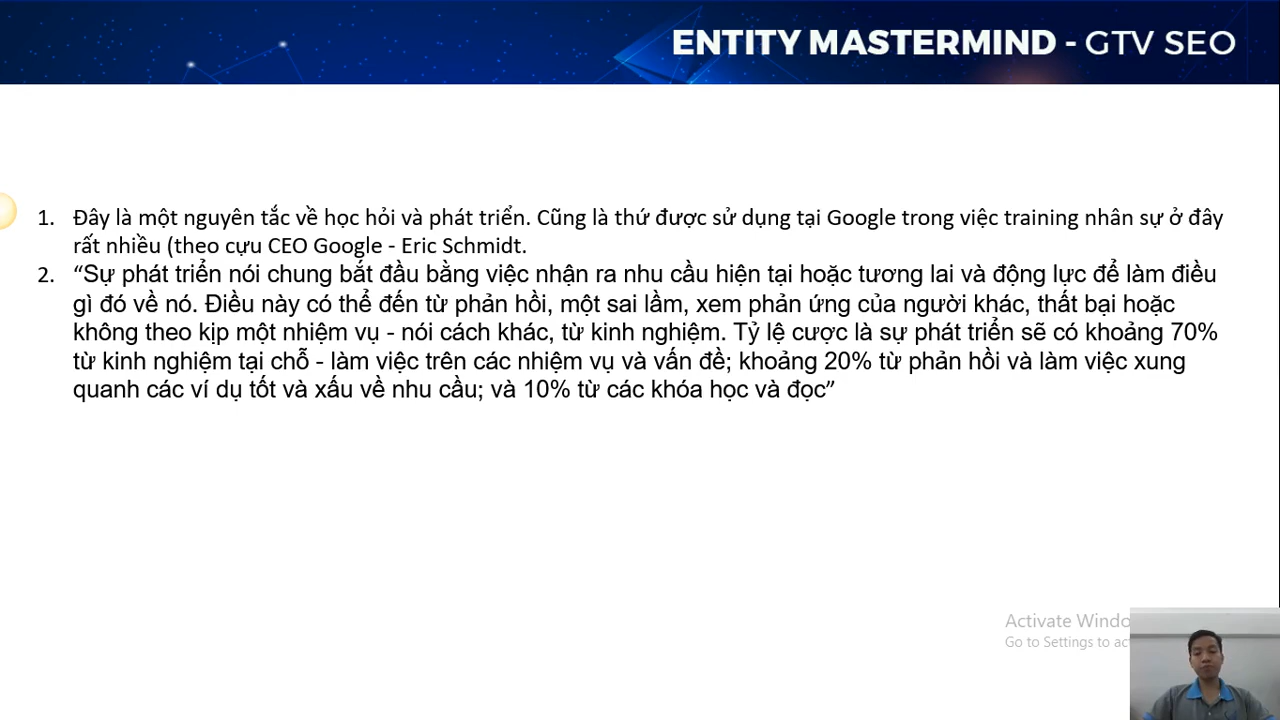 ENTITY MASTERMIND - GTV SEO
1. Đây là một nguyên tắc về học hỏi và phát triển. Cũng là thứ được sử dụng tại Google trong việc training nhân sự ở đây
rất nhiều (theo cựu CEO Google - Eric Schmidt.
2. “Sự phát triển nói chung bắt đầu bằng việc nhận ra nhu cầu hiện tại hoặc tương lai và động lực để làm điều
gì đó về nó. Điều này có thể đến từ phản hồi, một sai lầm, xem phản ứng của người khác, thất bại hoặc
không theo kịp một nhiệm vụ - nói cách khác, từ kinh nghiệm. Tỷ lệ cược là sự phát triển sẽ có khoảng 70%
từ kinh nghiệm tại chỗ - làm việc trên các nhiệm vụ và vấn đề; khoảng 20% từ phản hồi và làm việc xung
quanh các ví dụ tốt và xấu về nhu cầu; và 10% từ các khóa học và đọc”
Activate Windo
Go to Settings to ac